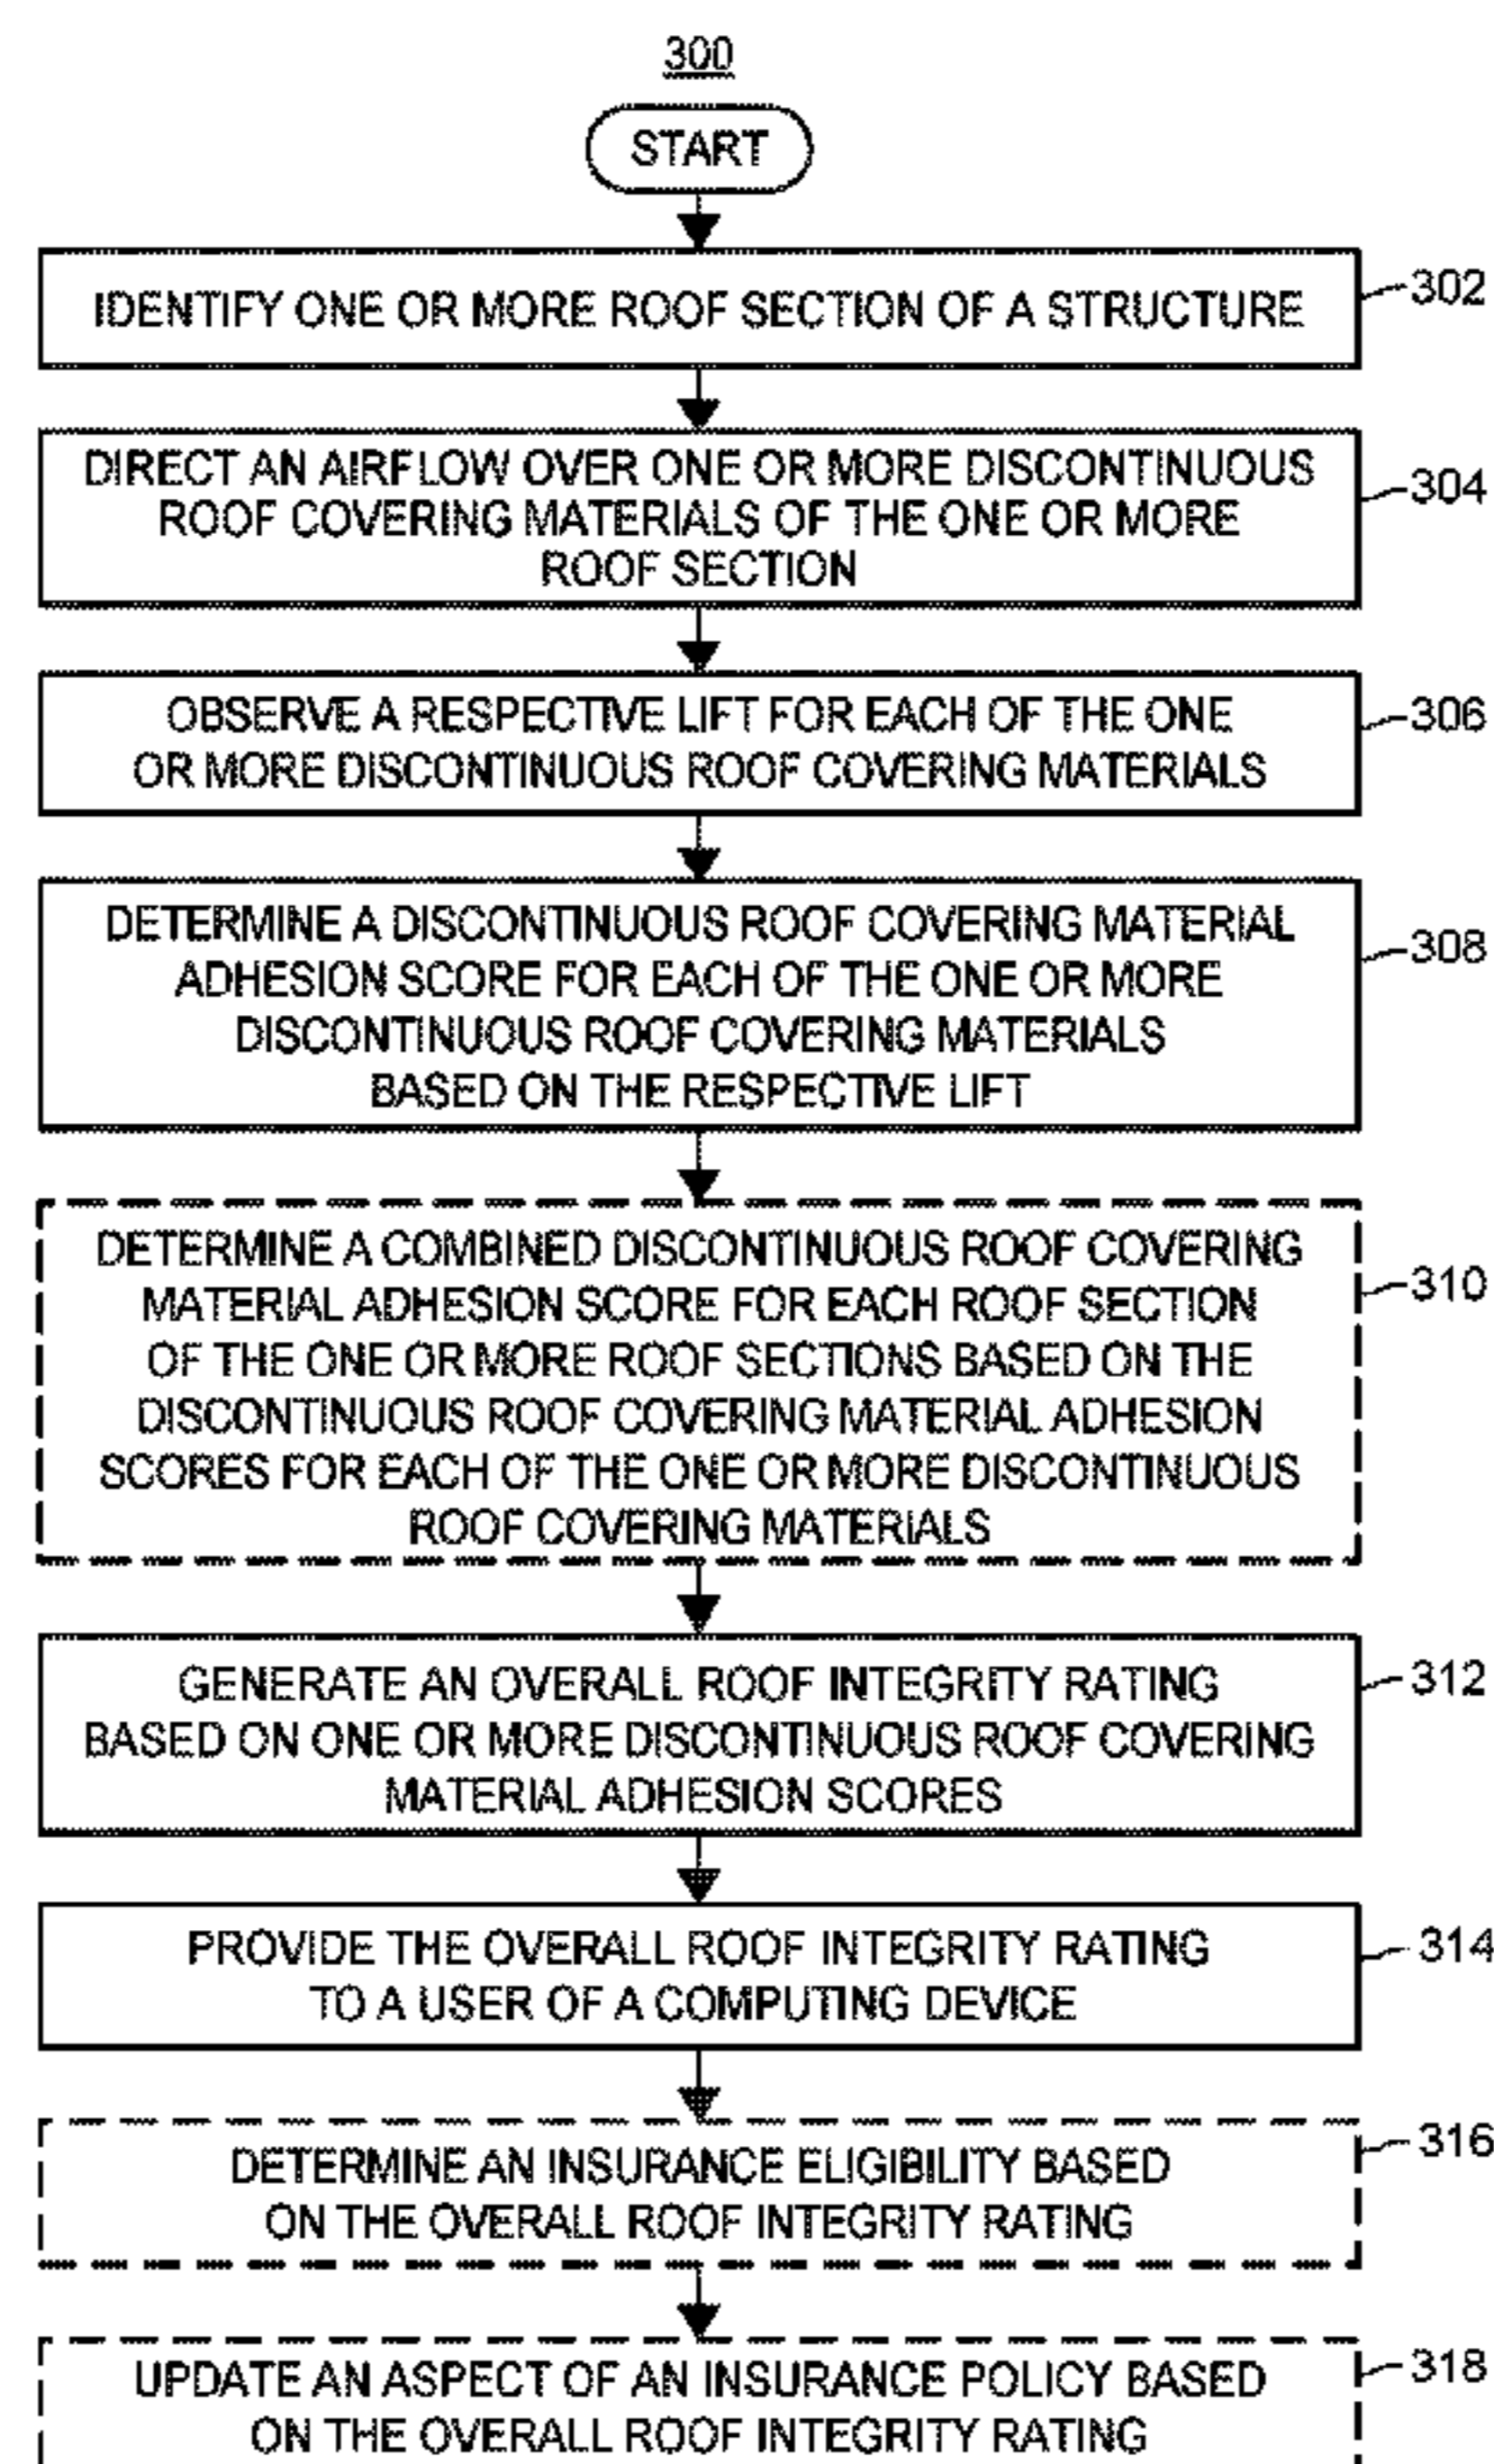 300
START
IDENTIFY ONE OR MORE ROOF SECTION OF A STRUCTURE
302
DIRECT AN AIRFLOW OVER ONE OR MORE DISCONTINUOUS
ROOF COVERING MATERIALS OF THE ONE OR MORE
ROOF SECTION
304
OBSERVE A RESPECTIVE LIFT FOR EACH OF THE ONE
OR MORE DISCONTINUOUS ROOF COVERING MATERIALS
306
DETERMINE A DISCONTINUOUS ROOF COVERING MATERIAL
ADHESION SCORE FOR EACH OF THE ONE OR MORE
DISCONTINUOUS ROOF COVERING MATERIALS
BASED ON THE RESPECTIVE LIFT
308
DETERMINE A COMBINED DISCONTINUOUS ROOF COVERING
MATERIAL ADHESION SCORE FOR EACH ROOF SECTION
OF THE ONE OR MORE ROOF SECTIONS BASED ON THE
DISCONTINUOUS ROOF COVERING MATERIAL ADHESION
SCORES FOR EACH OF THE ONE OR MORE DISCONTINUOUS
ROOF COVERING MATERIALS
310
GENERATE AN OVERALL ROOF INTEGRITY RATING
BASED ON ONE OR MORE DISCONTINUOUS ROOF COVERING
MATERIAL ADHESION SCORES
312
PROVIDE THE OVERALL ROOF INTEGRITY RATING
TO A USER OF A COMPUTING DEVICE
314
DETERMINE AN INSURANCE ELIGIBILITY BASED
ON THE OVERALL ROOF INTEGRITY RATING
316
UPDATE AN ASPECT OF AN INSURANCE POLICY BASED
ON THE OVERALL ROOF INTEGRITY RATING
318